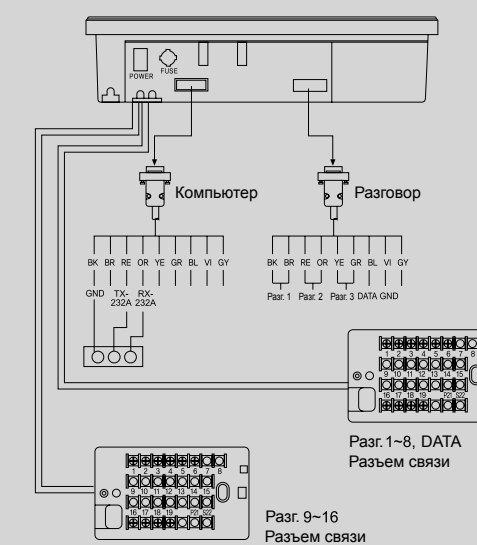 POWER
FUSE
Компьютер
Разговор
BK BR RE OR YE GR BL VI GY
BK BR RE OR YE GR BL VI GY
GND TX-232A RX-232A
Разг. 1 Разг. 2 Разг. 3 DATA GND
1 2 3 4 5 6 7 8
9 10 11 12 13 14 15
16 17 18 19 P21 S22
Разг. 1~8, DATA
Разъем связи
1 2 3 4 5 6 7 8
9 10 11 12 13 14 15
16 17 18 19 P21 S22
Разг. 9~16
Разъем связи